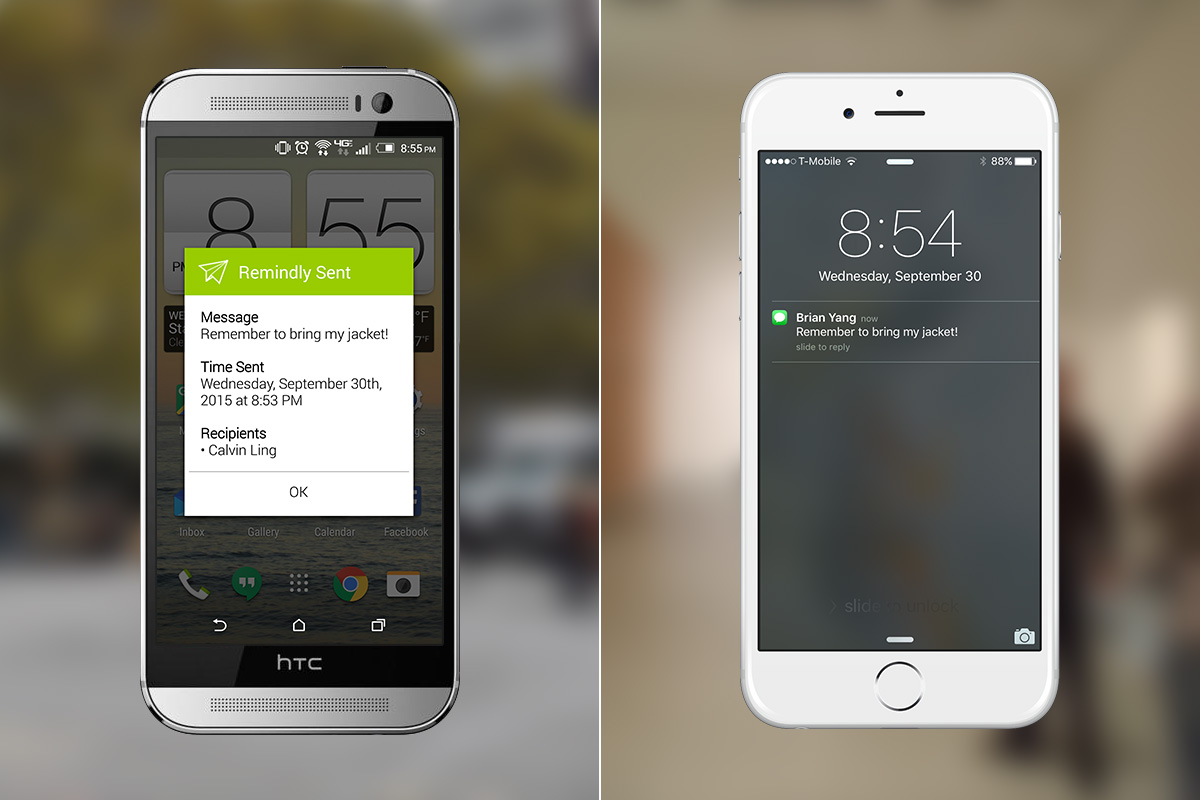 4G
8:55 PM
8
55
PM
Remindly Sent
Message
Remember to bring my jacket!
Time Sent
Wednesday, September 30th,
2015 at 8:53 PM
Recipients
• Calvin Ling
OK
°F
7°F
Inbox Gallery Calendar Facebook
hTC
T-Mobile
88%
8:54
Wednesday, September 30
Brian Yang now
Remember to bring my jacket!
slide to reply
> slide to unlock